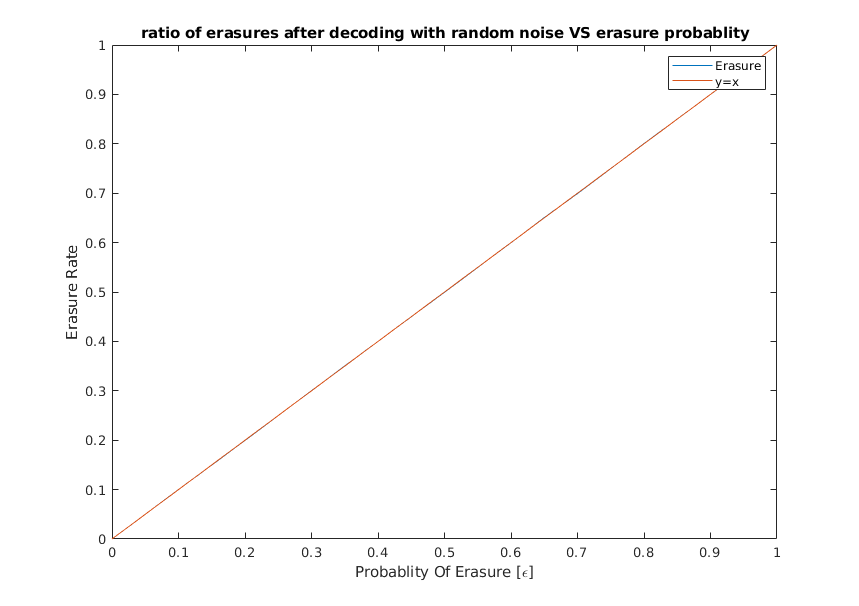 ratio of erasures after decoding with random noise VS erasure probablity
Erasure
y=x
1
0.9
0.8
0.7
0.6
0.5
0.4
0.3
0.2
0.1
0
Erasure Rate
0 0.1 0.2 0.3 0.4 0.5 0.6 0.7 0.8 0.9 1
Probablity Of Erasure [ϵ]